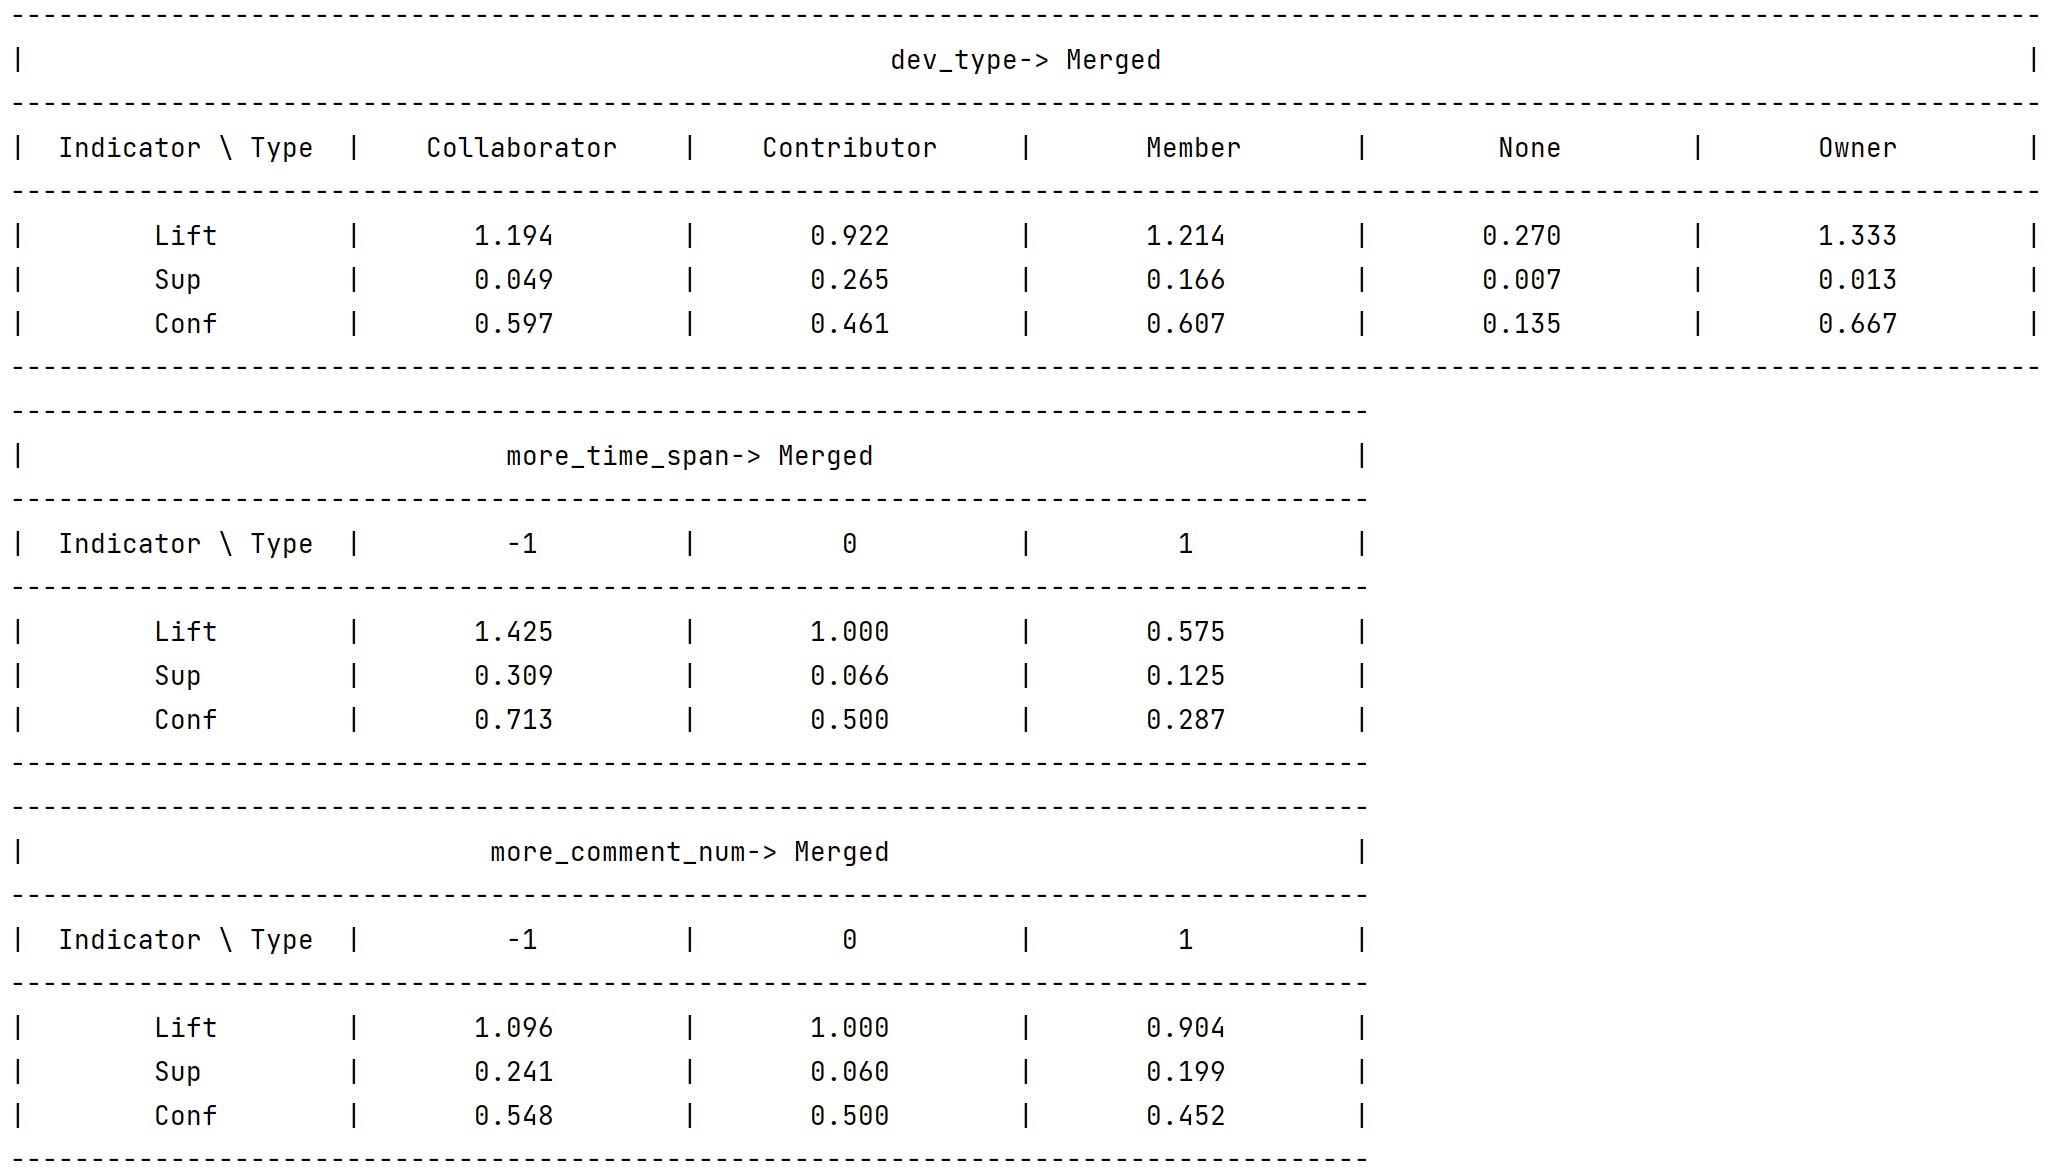 ---------------------------------------------------------------------------------------------------------------------------
| dev_type-> Merged |
---------------------------------------------------------------------------------------------------------------------------
| Indicator \ Type | Collaborator | Contributor | Member | None | Owner |
---------------------------------------------------------------------------------------------------------------------------
| Lift | 1.194 | 0.922 | 1.214 | 0.270 | 1.333 |
| Sup | 0.049 | 0.265 | 0.166 | 0.007 | 0.013 |
| Conf | 0.597 | 0.461 | 0.607 | 0.135 | 0.667 |
---------------------------------------------------------------------------------------------------------------------------
-------------------------------------------------------------------------------------
| more_time_span-> Merged |
-------------------------------------------------------------------------------------
| Indicator \ Type | -1 | 0 | 1 |
-------------------------------------------------------------------------------------
| Lift | 1.425 | 1.000 | 0.575 |
| Sup | 0.309 | 0.066 | 0.125 |
| Conf | 0.713 | 0.500 | 0.287 |
-------------------------------------------------------------------------------------
-------------------------------------------------------------------------------------
| more_comment_num-> Merged |
-------------------------------------------------------------------------------------
| Indicator \ Type | -1 | 0 | 1 |
-------------------------------------------------------------------------------------
| Lift | 1.096 | 1.000 | 0.904 |
| Sup | 0.241 | 0.060 | 0.199 |
| Conf | 0.548 | 0.500 | 0.452 |
-------------------------------------------------------------------------------------